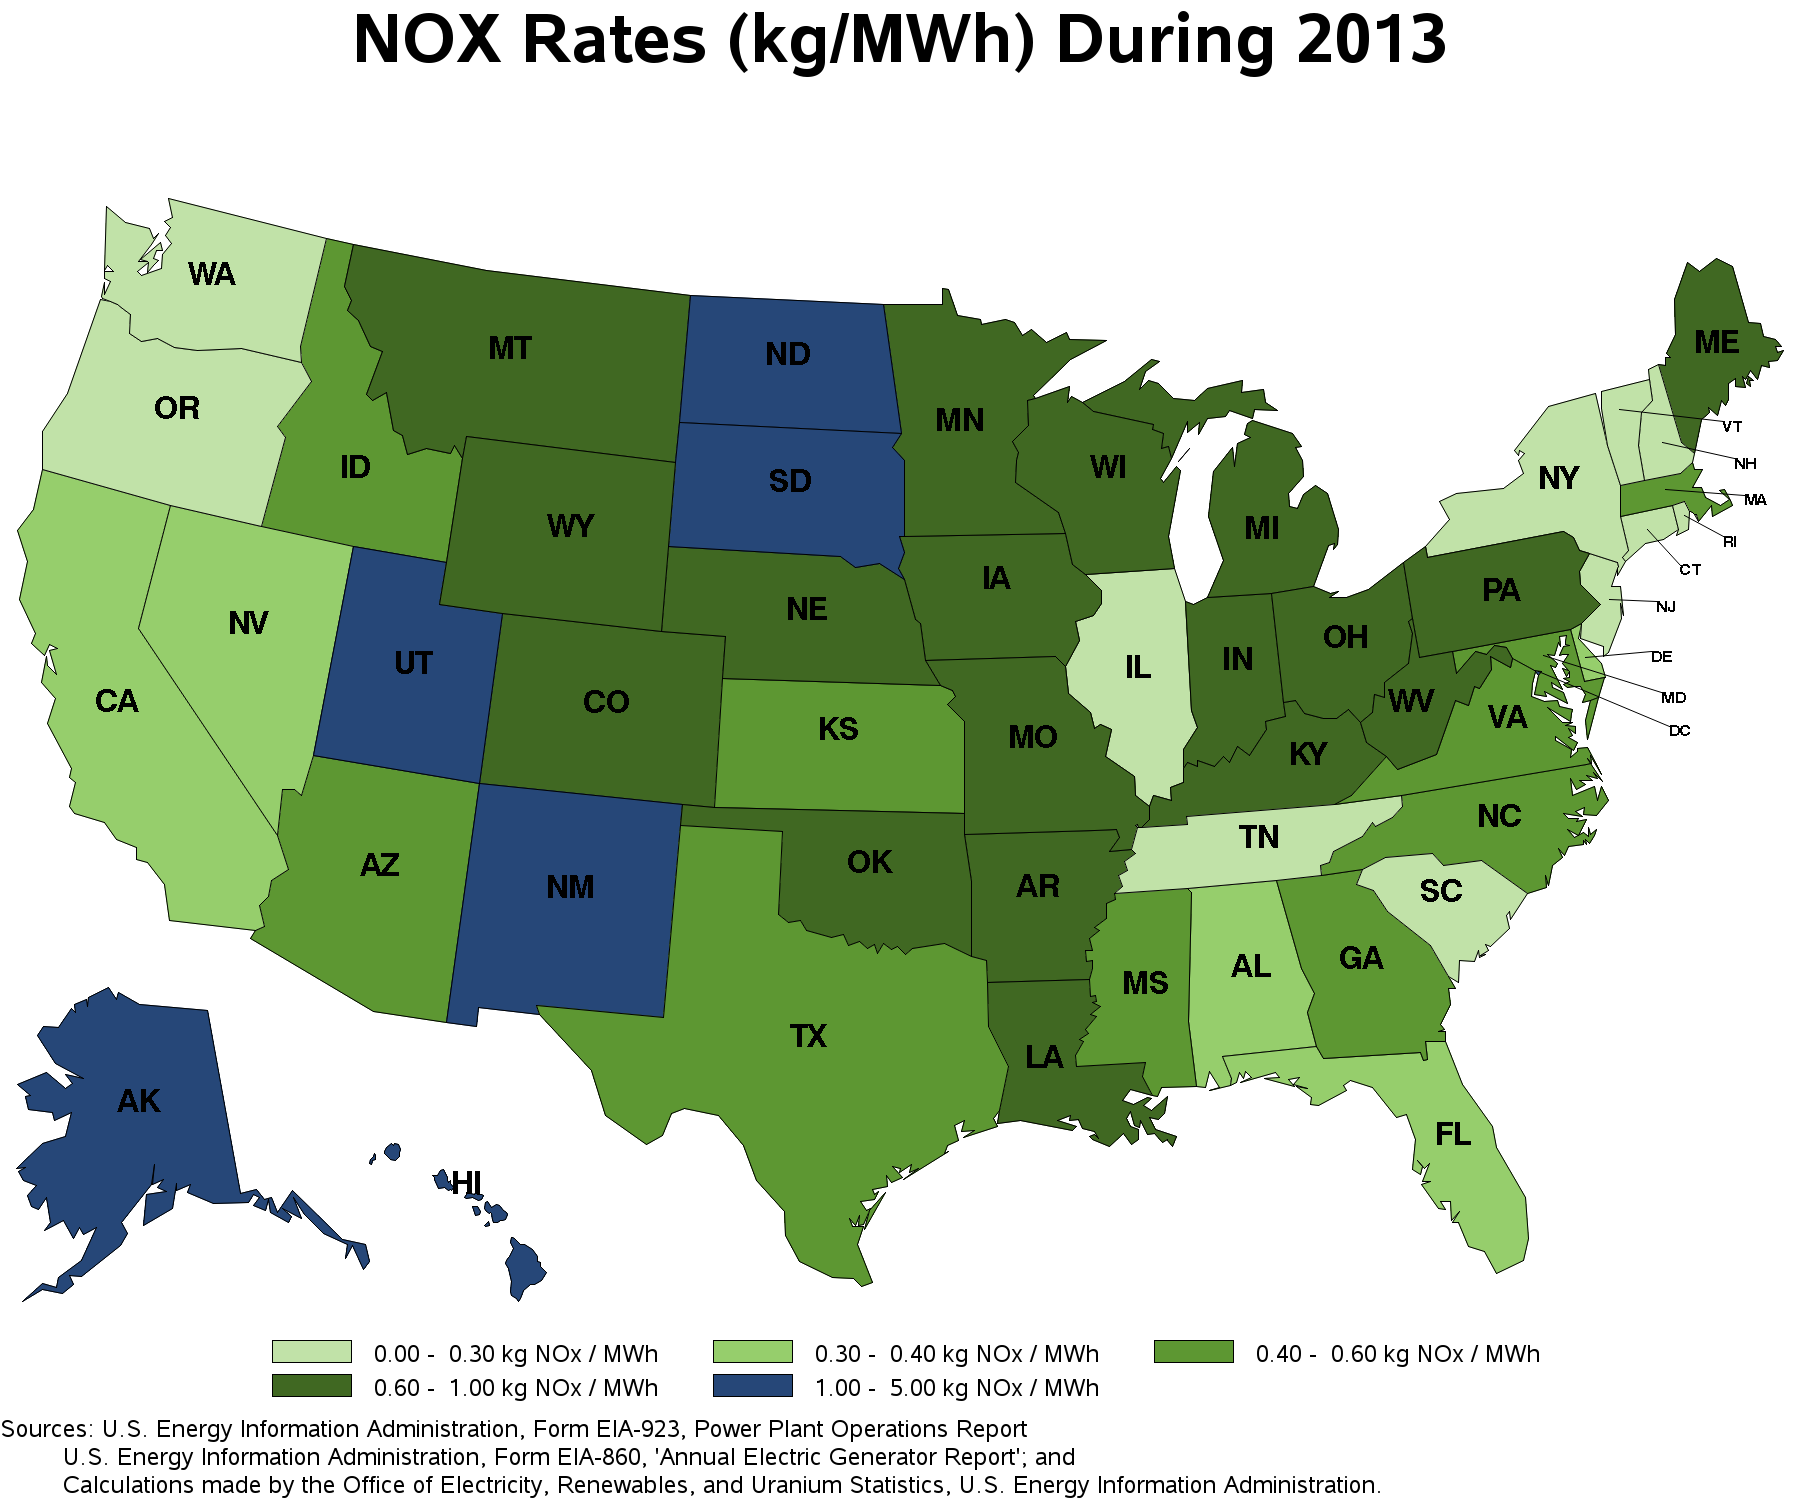 NOX Rates (kg/MWh) During 2013
WA
MT
ND
ME
OR
MN
VT
ID
WI
NH
SD
NY
MA
WY
MI
RI
IA
CT
PA
NE
NJ
NV
OH
UT
IL
IN
DE
CA
CO
WV
MD
KS
VA
DC
MO
KY
NC
TN
AZ
OK
NM
AR
SC
MS
AL
GA
TX
LA
AK
FL
HI
0.00 - 0.30 kg NOx / MWh
0.30 - 0.40 kg NOx / MWh
0.40 - 0.60 kg NOx / MWh
0.60 - 1.00 kg NOx / MWh
1.00 - 5.00 kg NOx / MWh
Sources: U.S. Energy Information Administration, Form EIA-923, Power Plant Operations Report
U.S. Energy Information Administration, Form EIA-860, 'Annual Electric Generator Report'; and
Calculations made by the Office of Electricity, Renewables, and Uranium Statistics, U.S. Energy Information Administration.